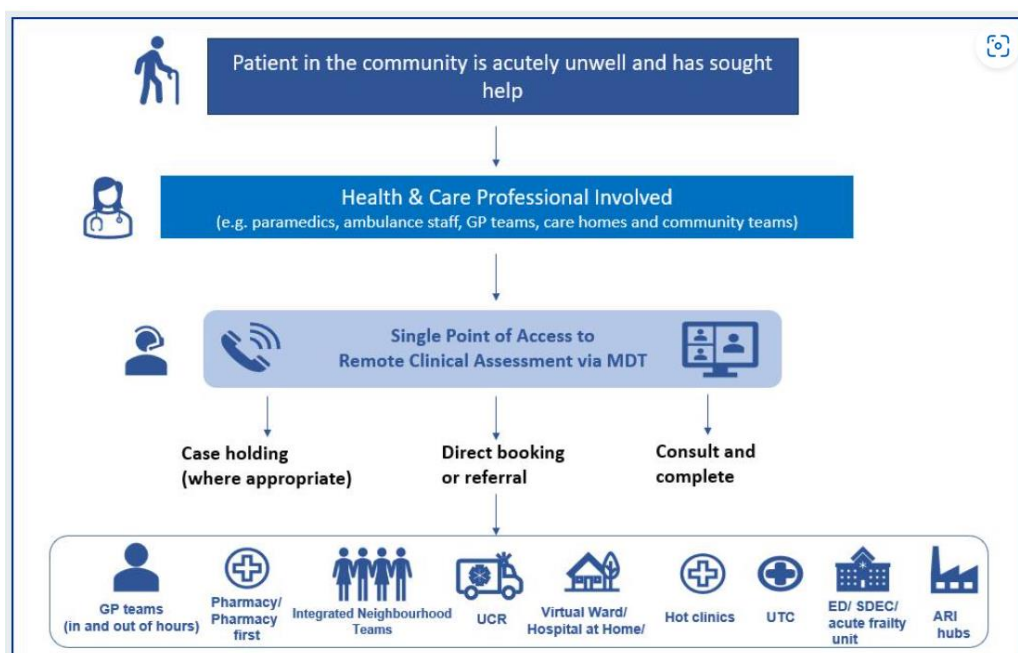 Patient in the community is acutely unwell and has sought
help
Health & Care Professional Involved
(e.g. paramedics, ambulance staff, GP teams, care homes and community teams)
Single Point of Access to
Remote Clinical Assessment via MDT
Case holding
(where appropriate)
Direct booking
or referral
Consult and
complete
GP teams
(in and out of hours)
Pharmacy/
Pharmacy
first
Integrated Neighbourhood
Teams
UCR
Virtual Ward/
Hospital at Home/
Hot clinics
UTC
ED/ SDEC/
acute frailty
unit
ARI
hubs